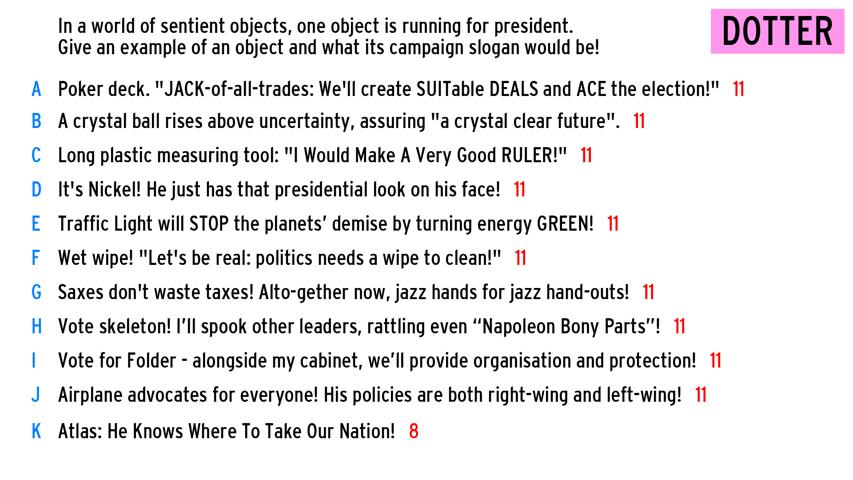 In a world of sentient objects, one object is running for president.
Give an example of an object and what its campaign slogan would be!
DOTTER
A Poker deck. "JACK-of-all-trades: We'll create SUITable DEALS and ACE the election!" 11
B A crystal ball rises above uncertainty, assuring "a crystal clear future". 11
C Long plastic measuring tool: "I Would Make A Very Good RULER!" 11
D It's Nickel! He just has that presidential look on his face! 11
E Traffic Light will STOP the planets’ demise by turning energy GREEN! 11
F Wet wipe! "Let's be real: politics needs a wipe to clean!" 11
G Saxes don't waste taxes! Alto-gether now, jazz hands for jazz hand-outs! 11
H Vote skeleton! I’ll spook other leaders, rattling even “Napoleon Bony Parts”! 11
I Vote for Folder - alongside my cabinet, we’ll provide organisation and protection! 11
J Airplane advocates for everyone! His policies are both right-wing and left-wing! 11
K Atlas: He Knows Where To Take Our Nation! 8